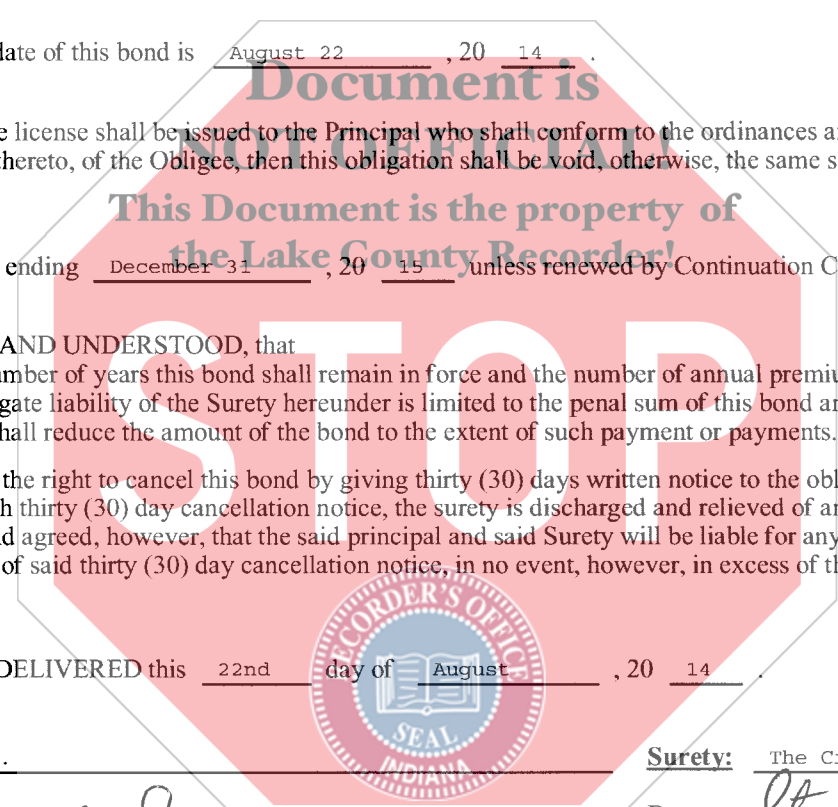 date of this bond is August 22 , 20 14 .
Document is
license shall be issued to the Principal who shall conform to the ordinances
NOT OFFICIAL!
thereto, of the Obligee, then this obligation shall be void, otherwise, the same
This Document is the property of
the Lake County Recorder!
ending December 31 , 20 15 unless renewed by Continuation
STOP
AND UNDERSTOOD, that
of years this bond shall remain in force and the number of annual
liability of the Surety hereunder is limited to the penal sum of this bond
shall reduce the amount of the bond to the extent of such payment or payments.
the right to cancel this bond by giving thirty (30) days written notice to the
thirty (30) day cancellation notice, the surety is discharged and relieved of
agreed, however, that the said principal and said Surety will be liable for any
of said thirty (30) day cancellation notice, in no event, however, in excess of
RECORDER'S OFFICE
SEAL
INDIANA
DELIVERED this 22nd day of August , 20 14 .
Surety: The